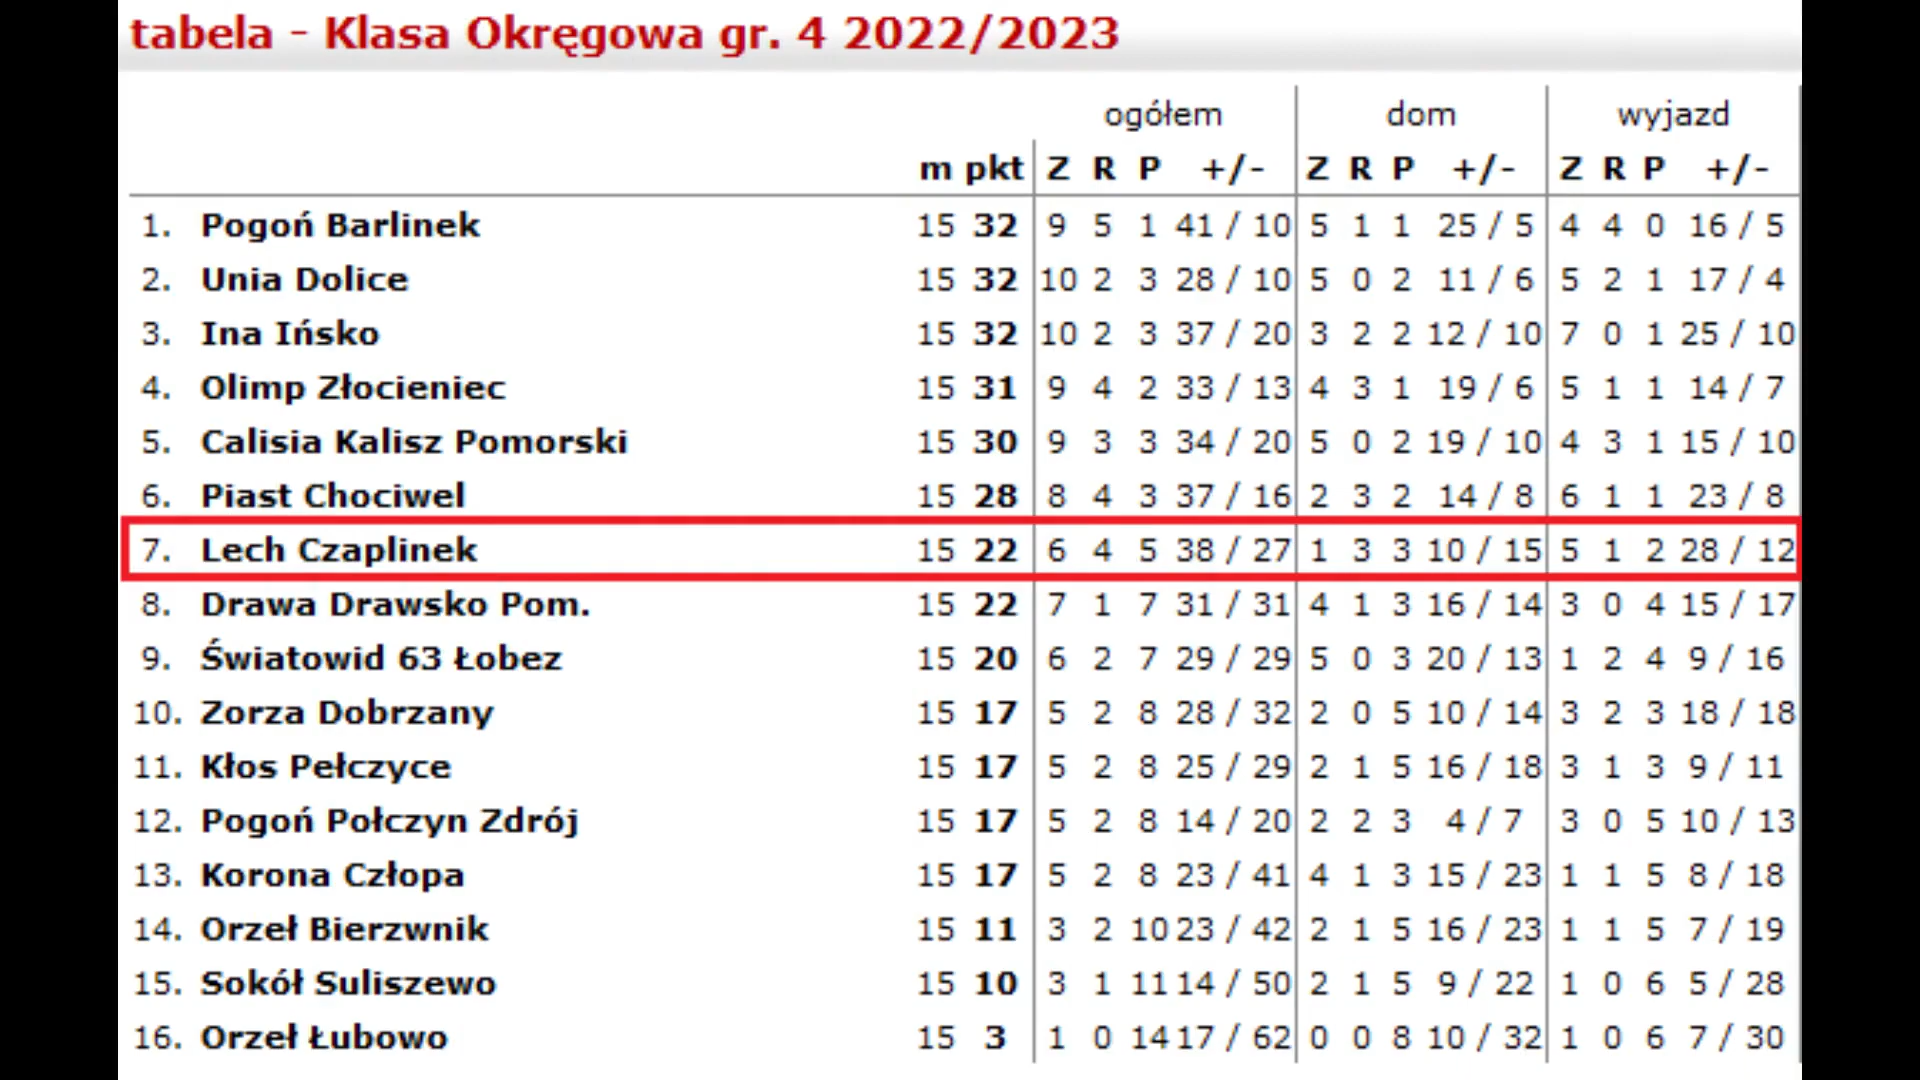 tabela - Klasa Okręgowa gr. 4 2022/2023
ogółem dom wyjazd
m pkt Z R P +/- Z R P +/- Z R P +/-
1. Pogoń Barlinek 15 32 9 5 1 41 / 10 5 1 1 25 / 5 4 4 0 16 / 5
2. Unia Dolice 15 32 10 2 3 28 / 10 5 0 2 11 / 6 5 2 1 17 / 4
3. Ina Ińsko 15 32 10 2 3 37 / 20 3 2 2 12 / 10 7 0 1 25 / 10
4. Olimp Złocieniec 15 31 9 4 2 33 / 13 4 3 1 19 / 6 5 1 1 14 / 7
5. Calisia Kalisz Pomorski 15 30 9 3 3 34 / 20 5 0 2 19 / 10 4 3 1 15 / 10
6. Piast Chociwel 15 28 8 4 3 37 / 16 2 3 2 14 / 8 6 1 1 23 / 8
7. Lech Czaplinek 15 22 6 4 5 38 / 27 1 3 3 10 / 15 5 1 2 28 / 12
8. Drawa Drawsko Pom. 15 22 7 1 7 31 / 31 4 1 3 16 / 14 3 0 4 15 / 17
9. Światowid 63 Łobez 15 20 6 2 7 29 / 29 5 0 3 20 / 13 1 2 4 9 / 16
10. Zorza Dobrzany 15 17 5 2 8 28 / 32 2 0 5 10 / 14 3 2 3 18 / 18
11. Kłos Pełczyce 15 17 5 2 8 25 / 29 2 1 5 16 / 18 3 1 3 9 / 11
12. Pogoń Połczyn Zdrój 15 17 5 2 8 14 / 20 2 2 3 4 / 7 3 0 5 10 / 13
13. Korona Człopa 15 17 5 2 8 23 / 41 4 1 3 15 / 23 1 1 5 8 / 18
14. Orzeł Bierzwnik 15 11 3 2 10 23 / 42 2 1 5 16 / 23 1 1 5 7 / 19
15. Sokół Suliszewo 15 10 3 1 11 14 / 50 2 1 5 9 / 22 1 0 6 5 / 28
16. Orzeł Łubowo 15 3 1 0 14 17 / 62 0 0 8 10 / 32 1 0 6 7 / 30